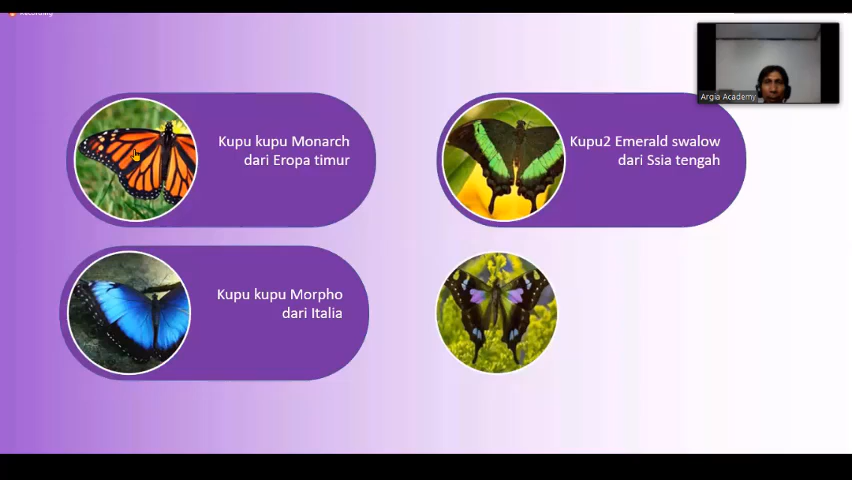 Recording
Argia Academy
Kupu kupu Monarch
dari Eropa timur
Kupu2 Emerald swalow
dari Ssia tengah
Kupu kupu Morpho
dari Italia